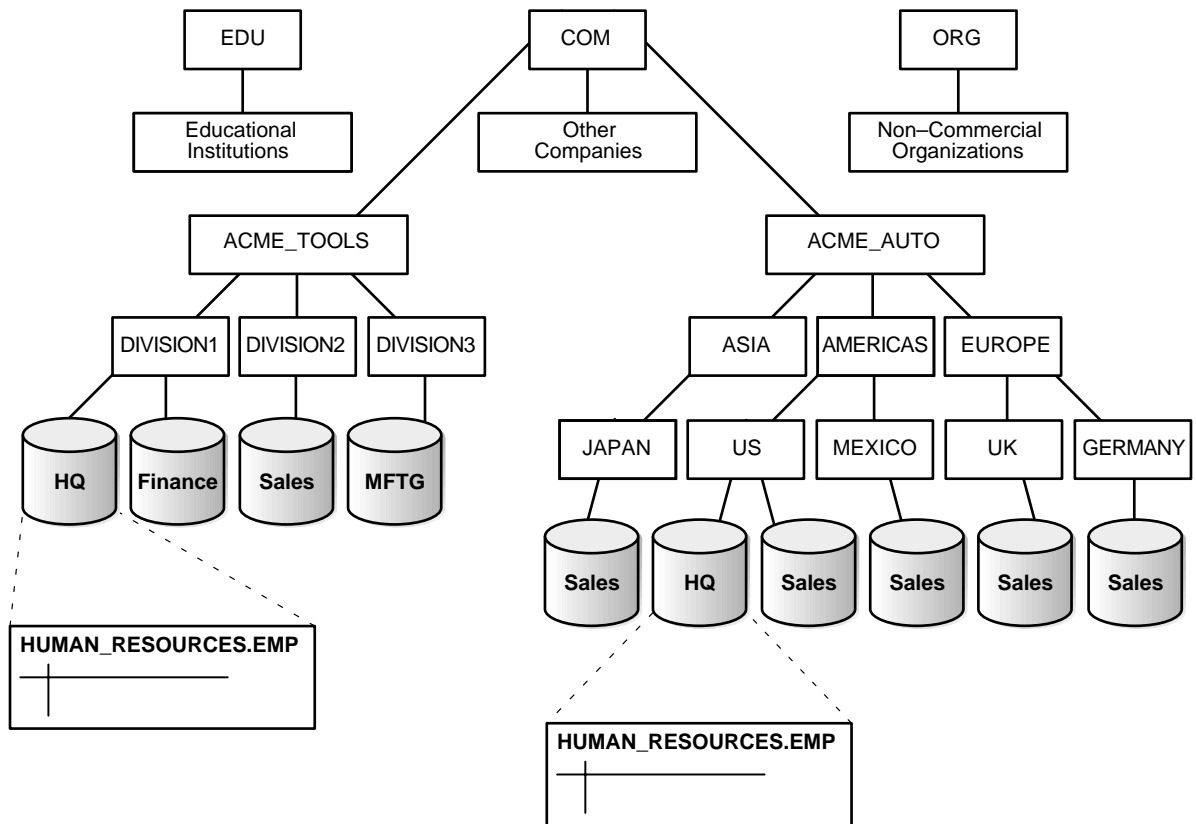 EDU
COM
ORG
Educational
Institutions
Other
Companies
Non–Commercial
Organizations
ACME_TOOLS
ACME_AUTO
DIVISION1
DIVISION2
DIVISION3
ASIA
AMERICAS
EUROPE
JAPAN
US
MEXICO
UK
GERMANY
HQ
Finance
Sales
MFTG
Sales
HQ
Sales
Sales
Sales
Sales
HUMAN_RESOURCES.EMP
HUMAN_RESOURCES.EMP